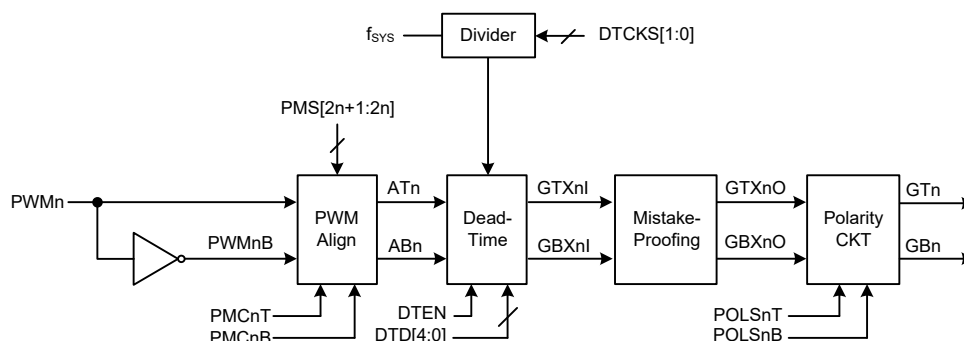 fSYS
Divider
DTCKS[1:0]
PMS[2n+1:2n]
PWMn
PWMnB
PWM
Align
ATn
ABn
Dead-
Time
GTXnI
GBXnI
Mistake-
Proofing
GTXnO
GBXnO
Polarity
CKT
GTn
GBn
PMCnT
PMCnB
DTEN
DTD[4:0]
POLSnT
POLSnB